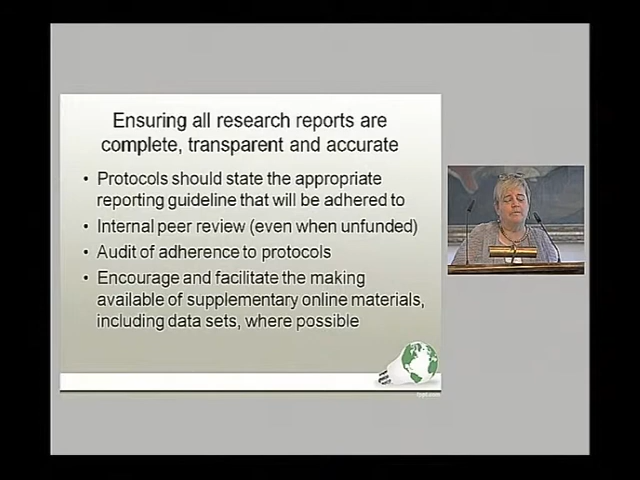 Ensuring all research reports are
complete, transparent and accurate
• Protocols should state the appropriate
reporting guideline that will be adhered to
• Internal peer review (even when unfunded)
• Audit of adherence to protocols
• Encourage and facilitate the making
available of supplementary online materials,
including data sets, where possible